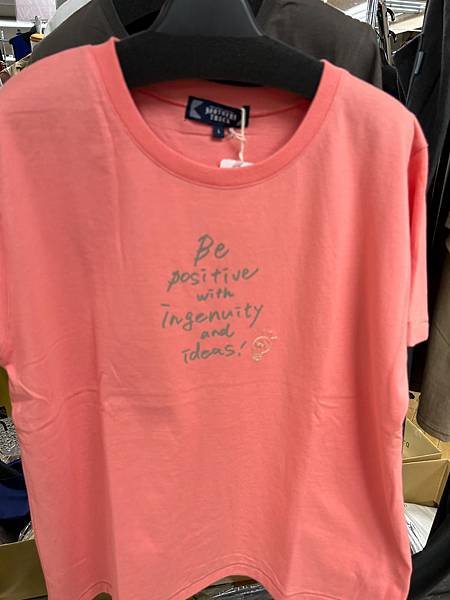 L
Be
positive
with
ingenuity
and
ideas!